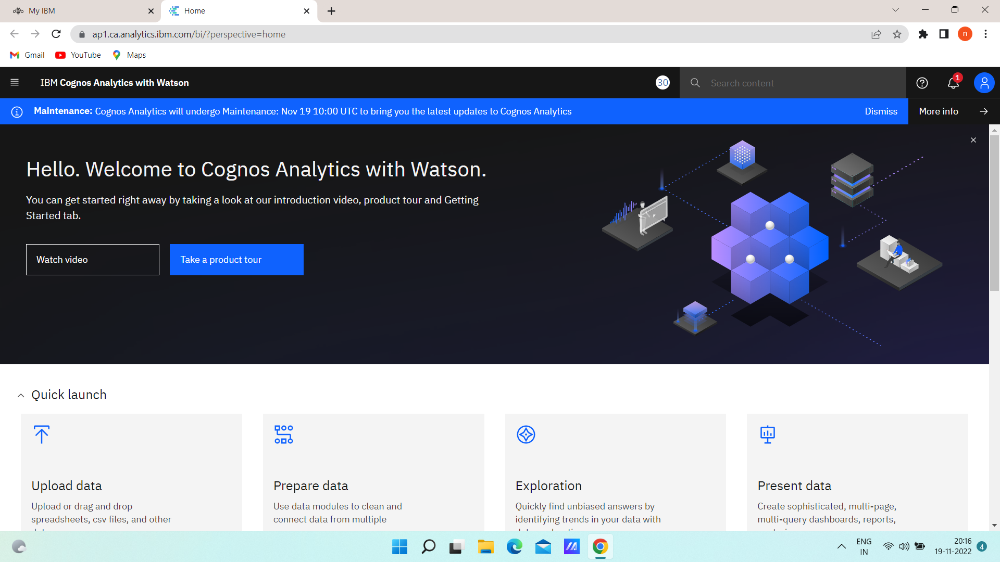 My IBM
Home
ap1.ca.analytics.ibm.com/bi/?perspective=home
n
Gmail
YouTube
Maps
IBM Cognos Analytics with Watson
30
Search content
1
Maintenance: Cognos Analytics will undergo Maintenance: Nov 19 10:00 UTC to bring you the latest updates to Cognos Analytics
Dismiss
More info
Hello. Welcome to Cognos Analytics with Watson.
You can get started right away by taking a look at our introduction video, product tour and Getting
Started tab.
Watch video
Take a product tour
Quick launch
Upload data
Upload or drag and drop
spreadsheets, csv files, and other
Prepare data
Use data modules to clean and
connect data from multiple
Exploration
Quickly find unbiased answers by
identifying trends in your data with
Present data
Create sophisticated, multi-page,
multi-query dashboards, reports,
ENG
IN
20:16
19-11-2022
4